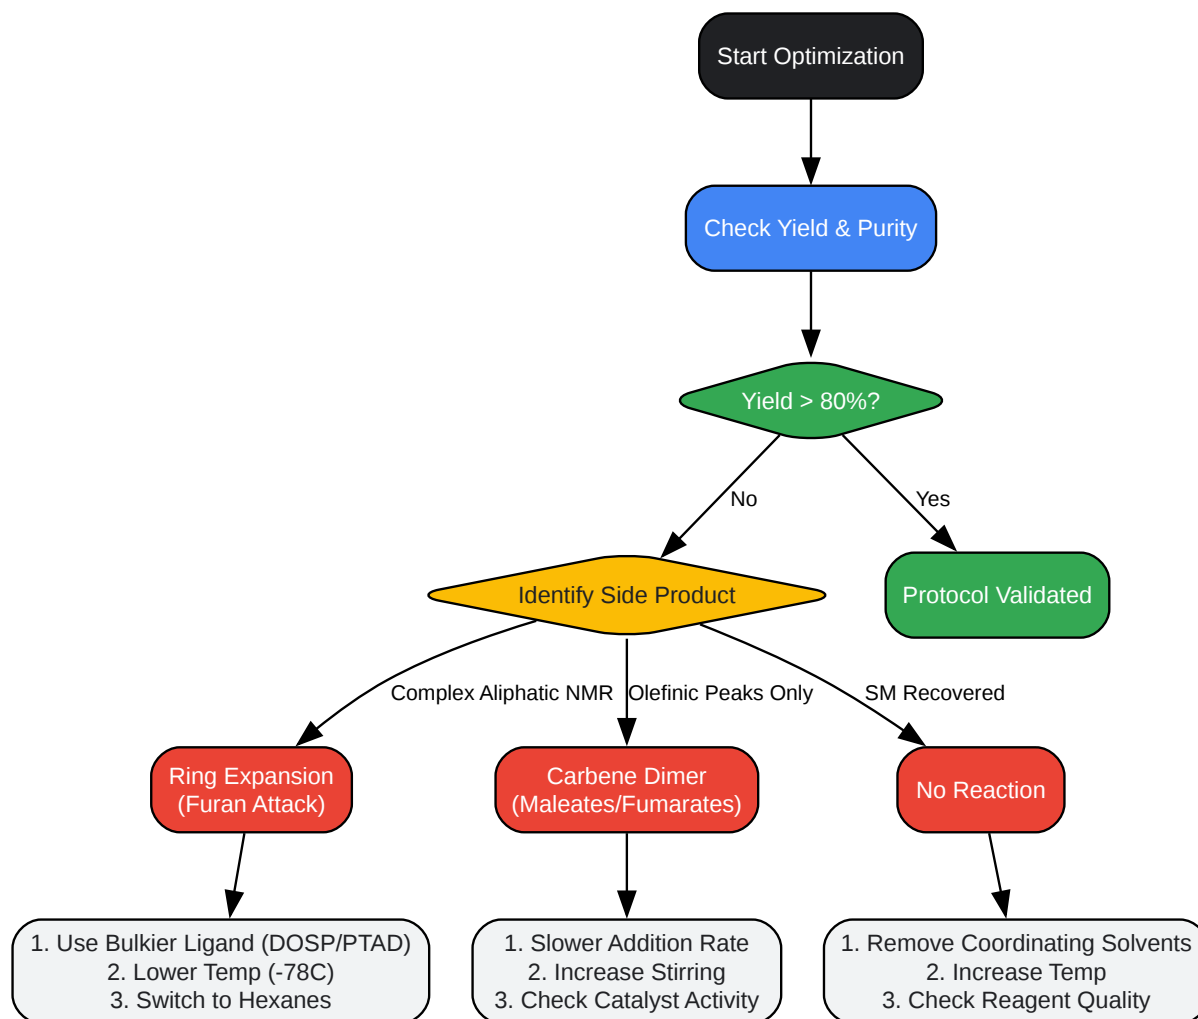 Start Optimization
Check Yield & Purity
Yield > 80%?
No
Yes
Identify Side Product
Protocol Validated
Complex Aliphatic NMR
Olefinic Peaks Only
SM Recovered
Ring Expansion
(Furan Attack)
Carbene Dimer
(Maleates/Fumarates)
No Reaction
1. Use Bulkier Ligand (DOSP/PTAD)
2. Lower Temp (-78C)
3. Switch to Hexanes
1. Slower Addition Rate
2. Increase Stirring
3. Check Catalyst Activity
1. Remove Coordinating Solvents
2. Increase Temp
3. Check Reagent Quality